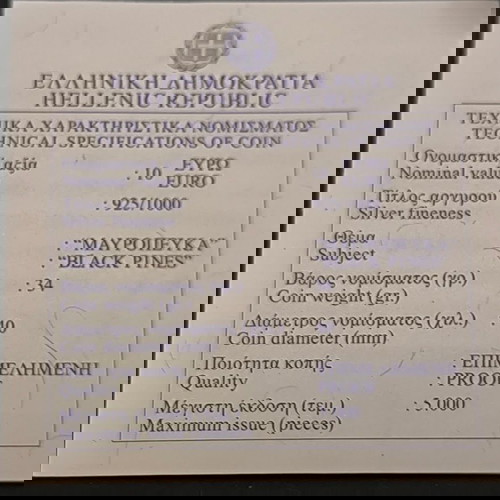 ΕΛΛΗΝΙΚΗ ΔΗΜΟΚΡΑΤΙΑ
HELLENIC REPUBLIC
ΤΕΧΝΙΚΑ ΧΑΡΑΚΤΗΡΙΣΤΙΚΑ ΝΟΜΙΣΜΑΤΟΣ
TECHNICAL SPECIFICATIONS OF COIN
Ονομαστική αξία : 10 ΕΥΡΩ
Nominal value EURO
Τίτλος αργύρου : 925/1000
Silver fineness
Θέμα : "ΜΑΥΡΟΠΕΥΚΑ"
Subject : "BLACK PINES"
Βάρος νομίσματος (γρ.) : 34
Coin weight (gr.)
Διάμετρος νομίσματος (χιλ.) : 40
Coin diameter (mm)
Ποιότητα κοπής : ΕΠΙΜΕΛΗΜΕΝΗ
Quality : PROOF
Μέγιστη έκδοση (τεμ.) : 5.000
Maximum issue (pieces)